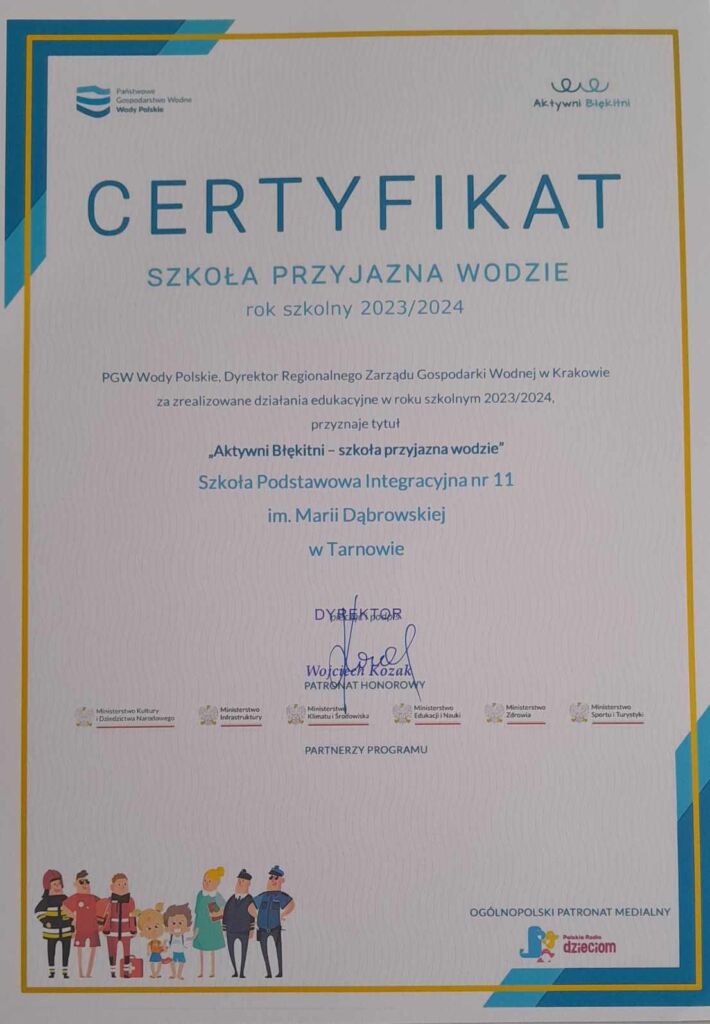 Państwowe
Gospodarstwo Wodne
Wody Polskie
Aktywni Błękitni
CERTYFIKAT
SZKOŁA PRZYJAZNA WODZIE
rok szkolny 2023/2024
PGW Wody Polskie, Dyrektor Regionalnego Zarządu Gospodarki Wodnej w Krakowie
za zrealizowane działania edukacyjne w roku szkolnym 2023/2024,
przyznaje tytuł
„Aktywni Błękitni – szkoła przyjazna wodzie”
Szkoła Podstawowa Integracyjna nr 11
im. Marii Dąbrowskiej
w Tarnowie
DYREKTOR
Wojciech Kozak
PATRONAT HONOROWY
Ministerstwo Kultury
i Dziedzictwa Narodowego
Ministerstwo
Infrastruktury
Ministerstwo
Klimatu i Środowiska
Ministerstwo
Edukacji i Nauki
Ministerstwo
Zdrowia
Ministerstwo
Sportu i Turystyki
PARTNERZY PROGRAMU
OGÓLNOPOLSKI PATRONAT MEDIALNY
Polskie Radio
dzieciom